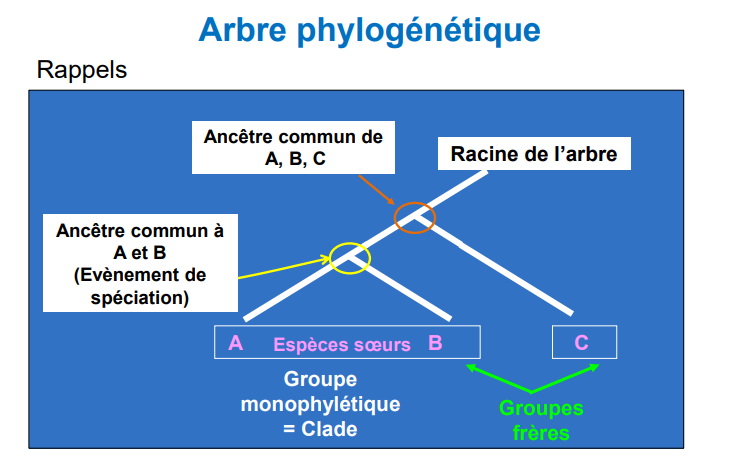 Arbre phylogénétique
Rappels
Ancêtre commun de
A, B, C
Racine de l’arbre
Ancêtre commun à
A et B
(Evènement de
spéciation)
A Espèces sœurs B
C
Groupe
monophylétique
= Clade
Groupes
frères